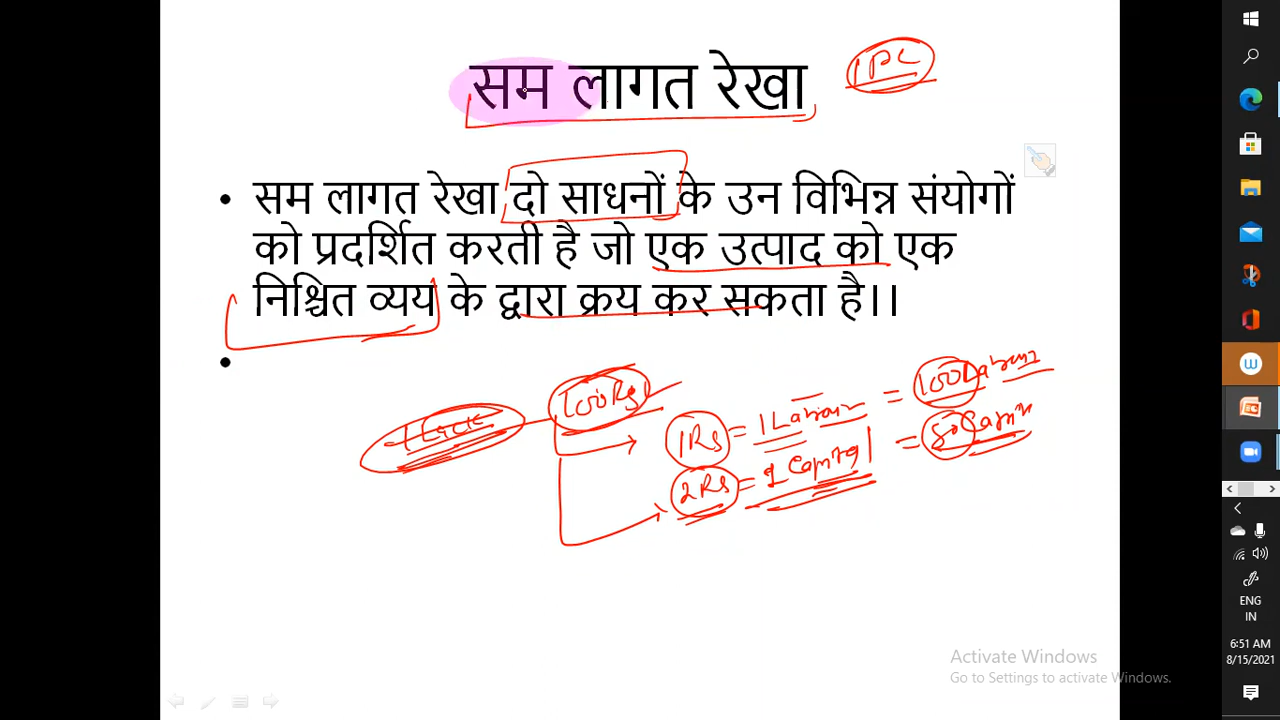 सम लागत रेखा
IPC
• सम लागत रेखा दो साधनों के उन विभिन्न संयोगों
को प्रदर्शित करती है जो एक उत्पाद को एक
निश्चित व्यय के द्वारा क्रय कर सकता है।।
•
100Rs
1Rs = 1 Labour = 100 Labour
2Rs = 1 Capital = 50
Activate Windows
Go to Settings to activate Windows.
W
ENG
IN
6:51 AM
8/15/2021